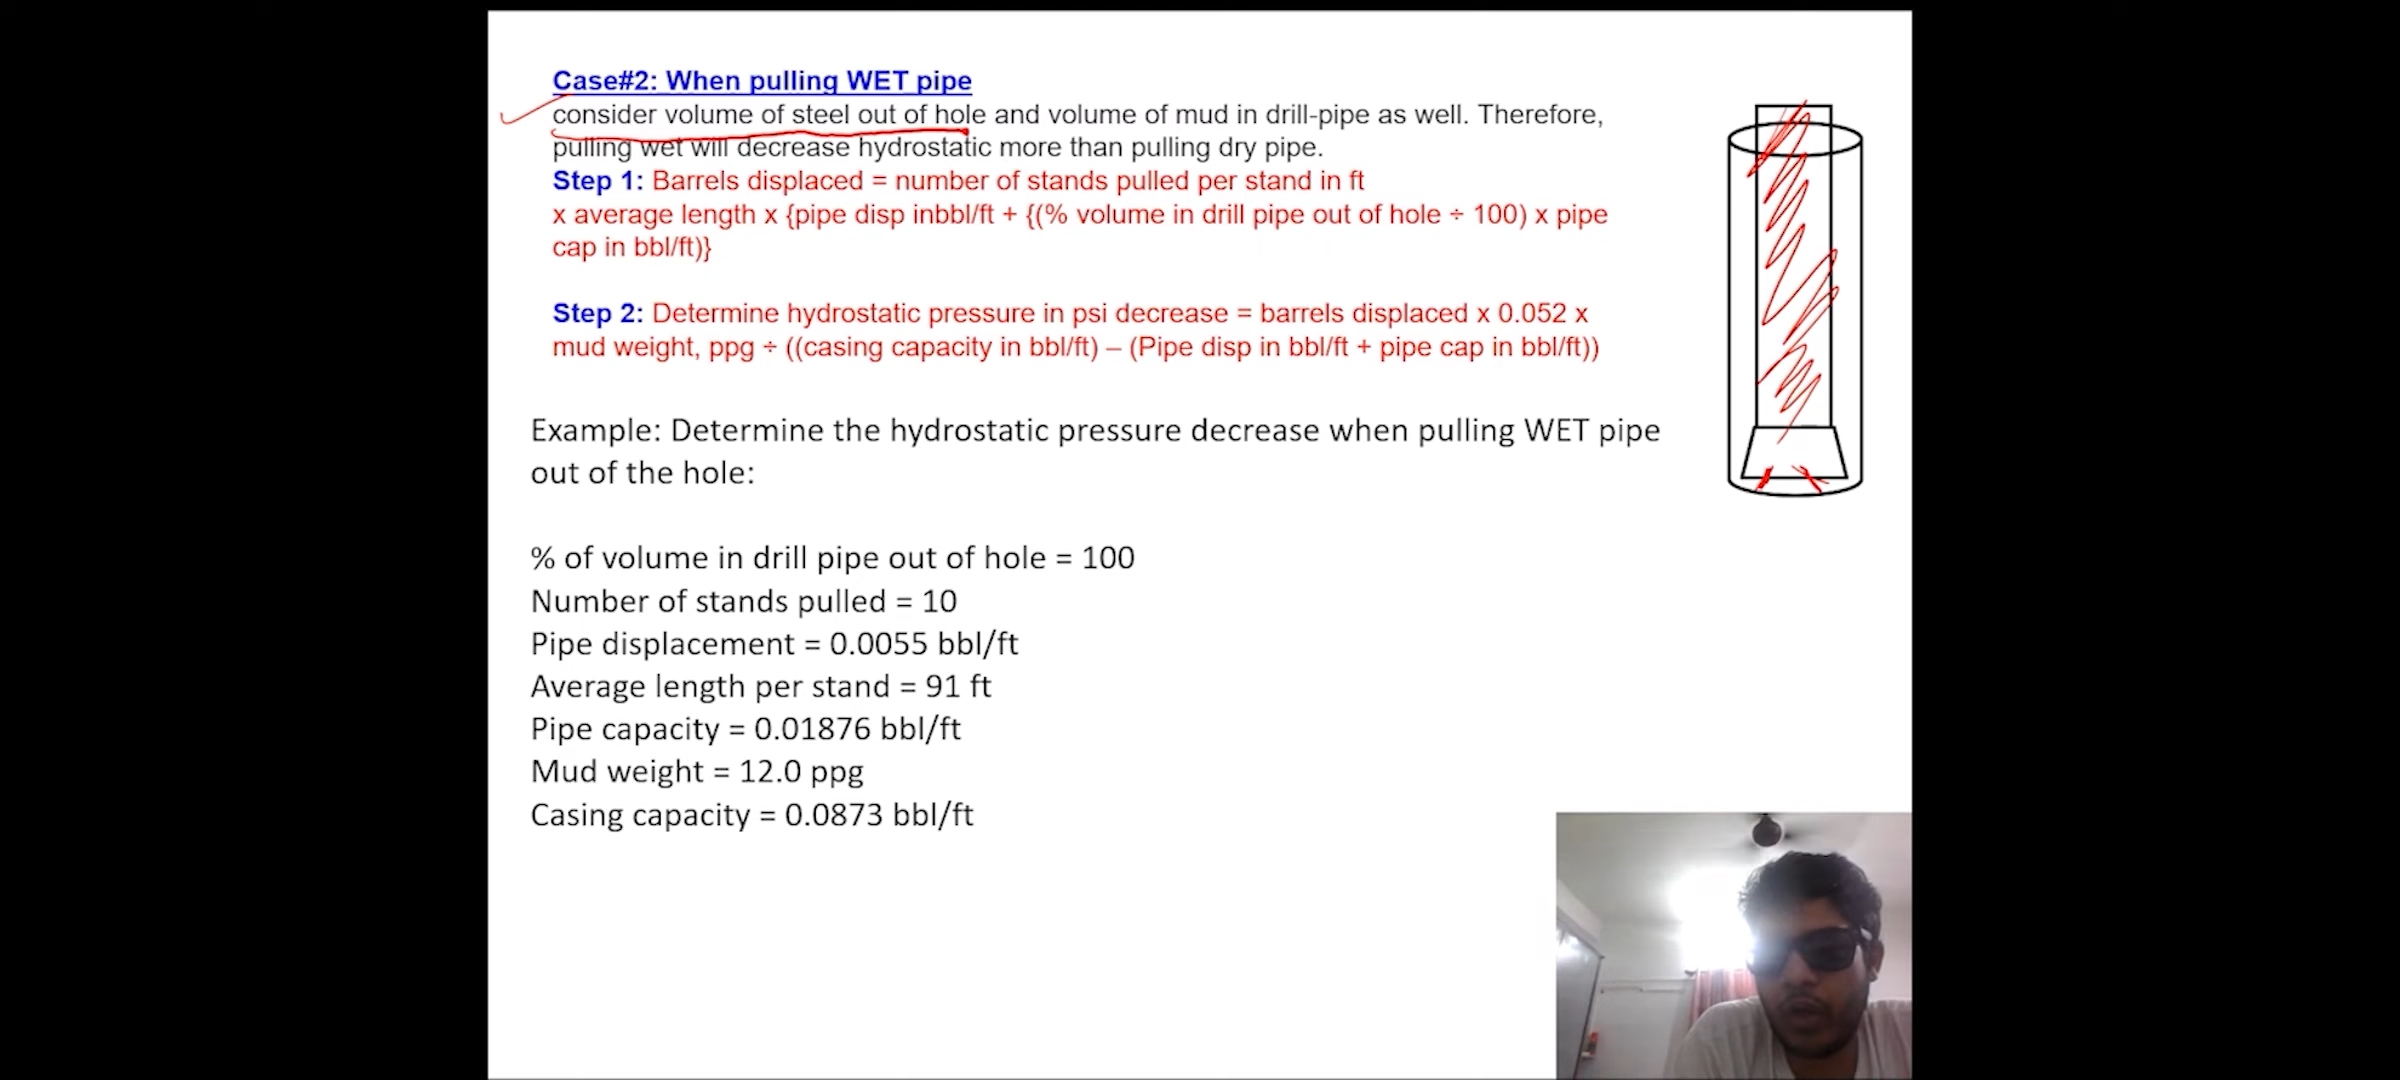 Case#2: When pulling WET pipe
consider volume of steel out of hole and volume of mud in drill-pipe as well. Therefore,
pulling wet will decrease hydrostatic more than pulling dry pipe.
Step 1: Barrels displaced = number of stands pulled per stand in ft
x average length x {pipe disp inbbl/ft + {(% volume in drill pipe out of hole ÷ 100) x pipe
cap in bbl/ft)}
Step 2: Determine hydrostatic pressure in psi decrease = barrels displaced x 0.052 x
mud weight, ppg ÷ ((casing capacity in bbl/ft) – (Pipe disp in bbl/ft + pipe cap in bbl/ft))
Example: Determine the hydrostatic pressure decrease when pulling WET pipe
out of the hole:
% of volume in drill pipe out of hole = 100
Number of stands pulled = 10
Pipe displacement = 0.0055 bbl/ft
Average length per stand = 91 ft
Pipe capacity = 0.01876 bbl/ft
Mud weight = 12.0 ppg
Casing capacity = 0.0873 bbl/ft